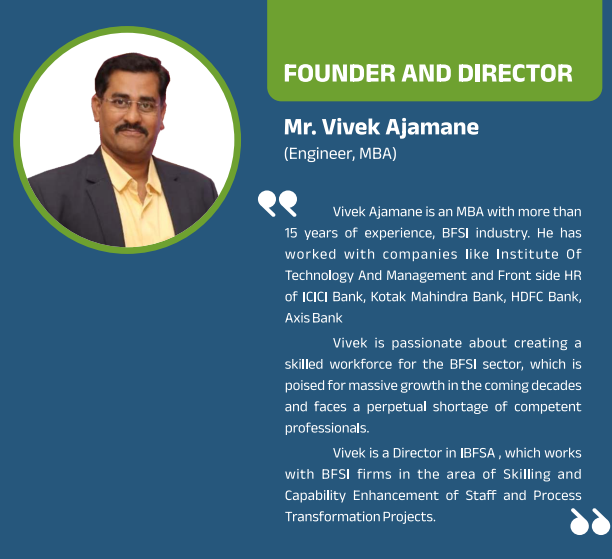 FOUNDER AND DIRECTOR
Mr. Vivek Ajamane
(Engineer, MBA)
Vivek Ajamane is an MBA with more than
15 years of experience, BFSI industry. He has
worked with companies like Institute Of
Technology And Management and Front side HR
of ICICI Bank, Kotak Mahindra Bank, HDFC Bank,
Axis Bank
Vivek is passionate about creating a
skilled workforce for the BFSI sector, which is
poised for massive growth in the coming decades
and faces a perpetual shortage of competent
professionals.
Vivek is a Director in IBFSA , which works
with BFSI firms in the area of Skilling and
Capability Enhancement of Staff and Process
Transformation Projects.